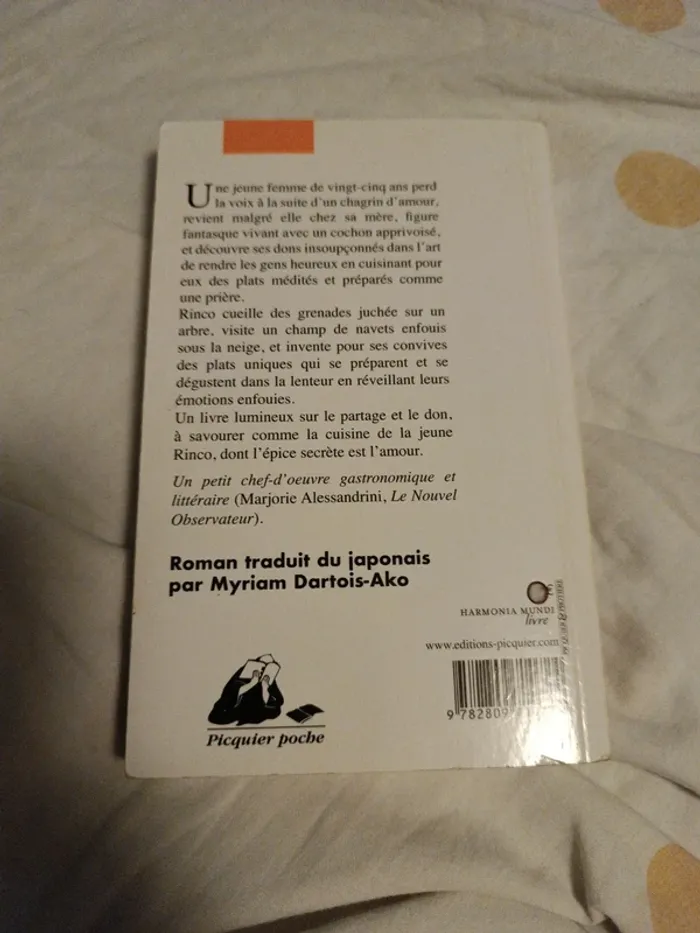 Une jeune femme de vingt-cinq ans perd
la voix à la suite d'un chagrin d'amour,
revient malgré elle chez sa mère, figure
fantasque vivant avec un cochon apprivoisé,
et découvre ses dons insoupçonnés dans l'art
de rendre les gens heureux en cuisinant pour
eux des plats médités et préparés comme
une prière.
Rinco cueille des grenades juchée sur un
arbre, visite un champ de navets enfouis
sous la neige, et invente pour ses convives
des plats uniques qui se préparent et se
dégustent dans la lenteur en réveillant leurs
émotions enfouies.
Un livre lumineux sur le partage et le don,
à savourer comme la cuisine de la jeune
Rinco, dont l'épice secrète est l'amour.
Un petit chef-d'oeuvre gastronomique et
littéraire (Marjorie Alessandrini, Le Nouvel
Observateur).
Roman traduit du japonais
par Myriam Dartois-Ako
HARMONIA MUNDI
livre
www.editions-picquier.com
9 782809
Picquier poche